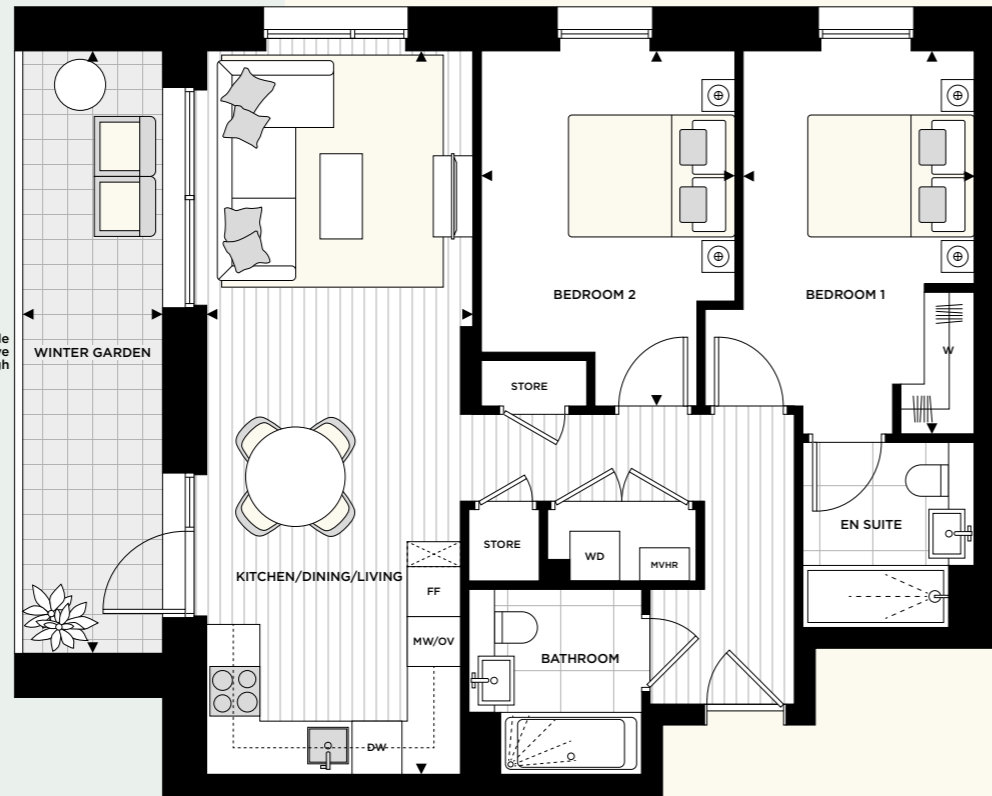 BEDROOM 2
BEDROOM 1
WINTER GARDEN
W
STORE
EN SUITE
STORE
WD
MVHR
KITCHEN/DINING/LIVING
FF
MW/OV
BATHROOM
DW